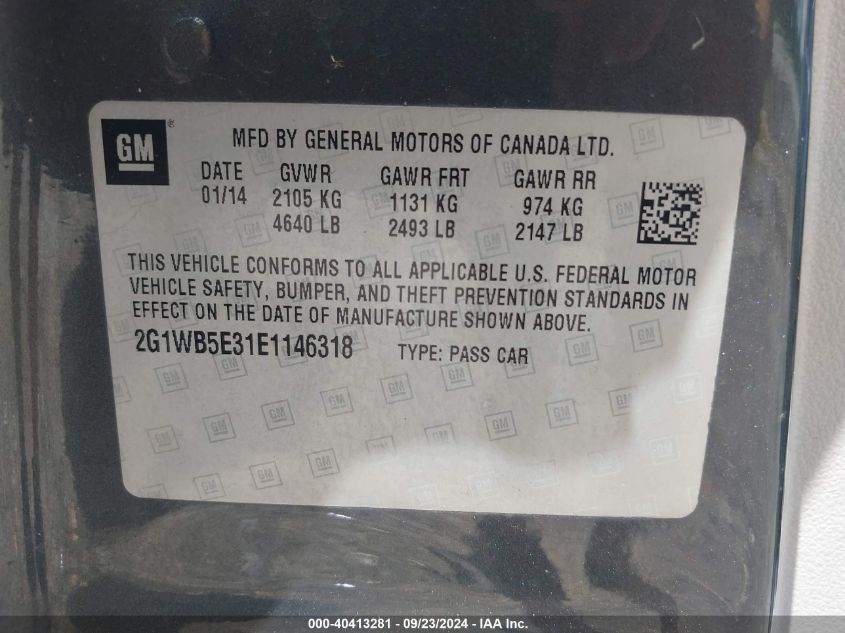 GM
MFD BY GENERAL MOTORS OF CANADA LTD.
DATE GVWR GAWR FRT GAWR RR
01/14 2105 KG 1131 KG 974 KG
4640 LB 2493 LB 2147 LB
THIS VEHICLE CONFORMS TO ALL APPLICABLE U.S. FEDERAL MOTOR
VEHICLE SAFETY, BUMPER, AND THEFT PREVENTION STANDARDS IN
EFFECT ON THE DATE OF MANUFACTURE SHOWN ABOVE.
2G1WB5E31E1146318 TYPE: PASS CAR
000-40413281 - 09/23/2024 - IAA Inc.